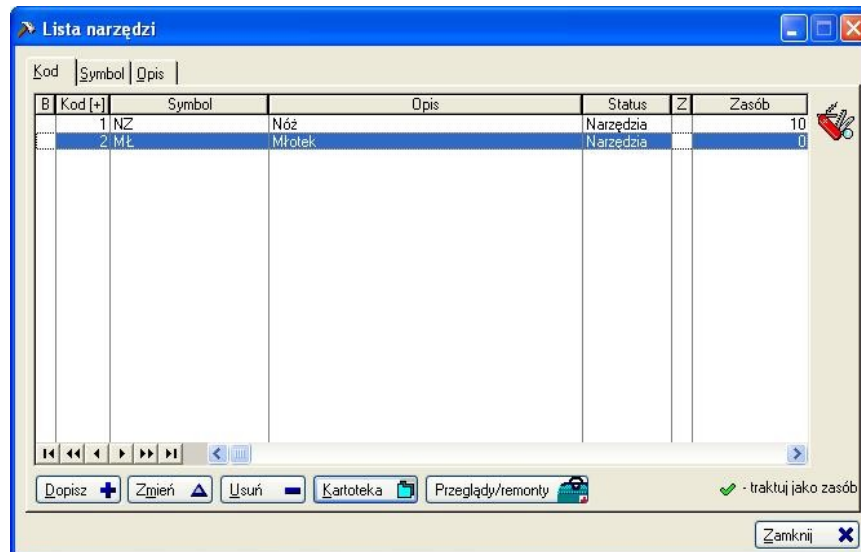 Lista narzędzi
Kod Symbol Opis
B Kod [+] Symbol Opis Status Z Zasób
1 NZ Nóż Narzędzia 10
2 MŁ Młotek Narzędzia 0
Dopisz Zmień Usuń Kartoteka Przeglądy/remonty - traktuj jako zasób
Zamknij